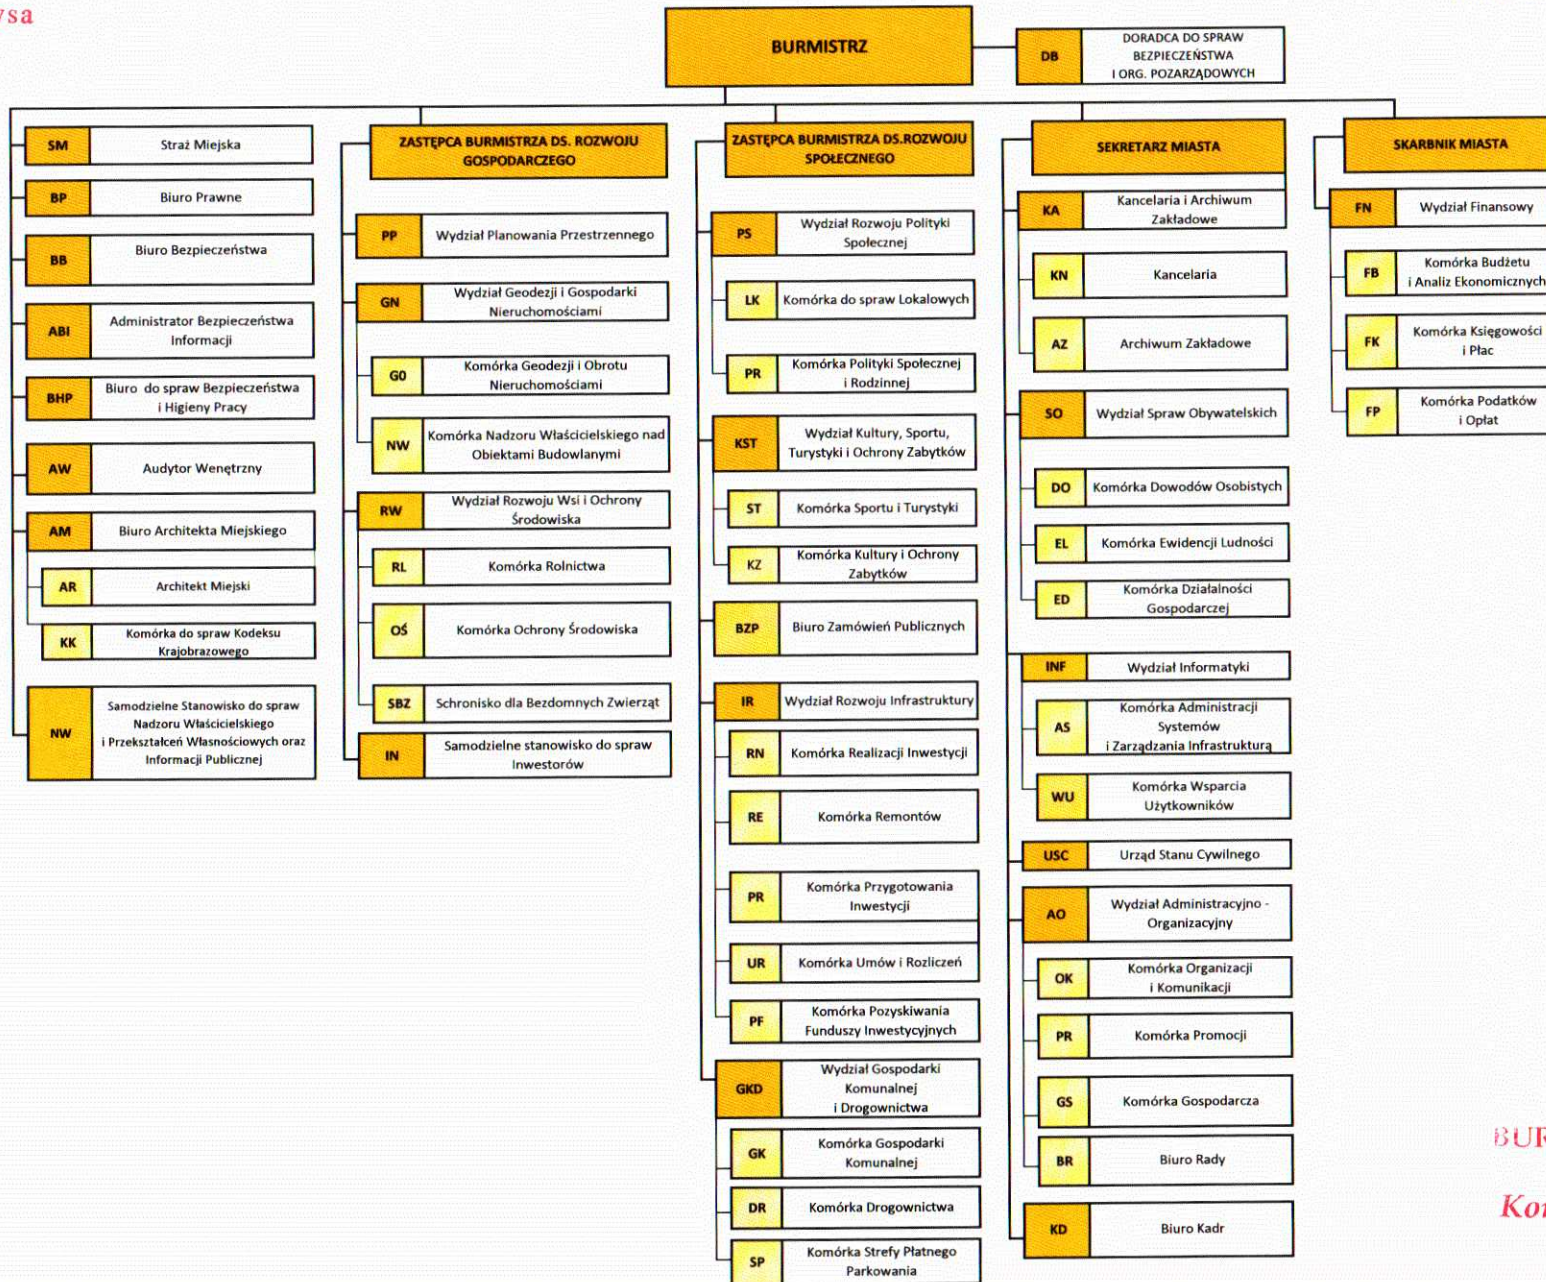 ysa
BURMISTRZ
DB
DORADCA DO SPRAW
BEZPIECZEŃSTWA
I ORG. POZARZĄDOWYCH
SM
Straż Miejska
BP
Biuro Prawne
BB
Biuro Bezpieczeństwa
ABI
Administrator Bezpieczeństwa
Informacji
BHP
Biuro do spraw Bezpieczeństwa
i Higieny Pracy
AW
Audytor Wenętrzny
AM
Biuro Architekta Miejskiego
AR
Architekt Miejski
KK
Komórka do spraw Kodeksu
Krajobrazowego
NW
Samodzielne Stanowisko do spraw
Nadzoru Właścicielskiego
i Przekształceń Własnościowych oraz
Informacji Publicznej
ZASTĘPCA BURMISTRZA DS. ROZWOJU
GOSPODARCZEGO
PP
Wydział Planowania Przestrzennego
GN
Wydział Geodezji i Gospodarki
Nieruchomościami
GO
Komórka Geodezji i Obrotu
Nieruchomościami
NW
Komórka Nadzoru Właścicielskiego nad
Obiektami Budowlanymi
RW
Wydział Rozwoju Wsi i Ochrony
Środowiska
RL
Komórka Rolnictwa
OŚ
Komórka Ochrony Środowiska
SBZ
Schronisko dla Bezdomnych Zwierząt
IN
Samodzielne stanowisko do spraw
Inwestorów
ZASTĘPCA BURMISTRZA DS.ROZWOJU
SPOŁECZNEGO
PS
Wydział Rozwoju Polityki
Społecznej
LK
Komórka do spraw Lokalowych
PR
Komórka Polityki Społecznej
i Rodzinnej
KST
Wydział Kultury, Sportu,
Turystyki i Ochrony Zabytków
ST
Komórka Sportu i Turystyki
KZ
Komórka Kultury i Ochrony
Zabytków
BZP
Biuro Zamówień Publicznych
IR
Wydział Rozwoju Infrastruktury
RN
Komórka Realizacji Inwestycji
RE
Komórka Remontów
PR
Komórka Przygotowania
Inwestycji
UR
Komórka Umów i Rozliczeń
PF
Komórka Pozyskiwania
Funduszy Inwestycyjnych
GKD
Wydział Gospodarki
Komunalnej
i Drogownictwa
GK
Komórka Gospodarki
Komunalnej
DR
Komórka Drogownictwa
SP
Komórka Strefy Płatnego
Parkowania
SEKRETARZ MIASTA
KA
Kancelaria i Archiwum
Zakładowe
KN
Kancelaria
AZ
Archiwum Zakładowe
SO
Wydział Spraw Obywatelskich
DO
Komórka Dowodów Osobistych
EL
Komórka Ewidencji Ludności
ED
Komórka Działalności
Gospodarczej
INF
Wydział Informatyki
AS
Komórka Administracji
Systemów
i Zarządzania Infrastrukturą
WU
Komórka Wsparcia
Użytkowników
USC
Urząd Stanu Cywilnego
AO
Wydział Administracyjno -
Organizacyjny
OK
Komórka Organizacji
i Komunikacji
PR
Komórka Promocji
GS
Komórka Gospodarcza
BR
Biuro Rady
KD
Biuro Kadr
SKARBNIK MIASTA
FN
Wydział Finansowy
FB
Komórka Budżetu
i Analiz Ekonomicznych
FK
Komórka Księgowości
i Płac
FP
Komórka Podatków
i Opłat
BUR
Kor